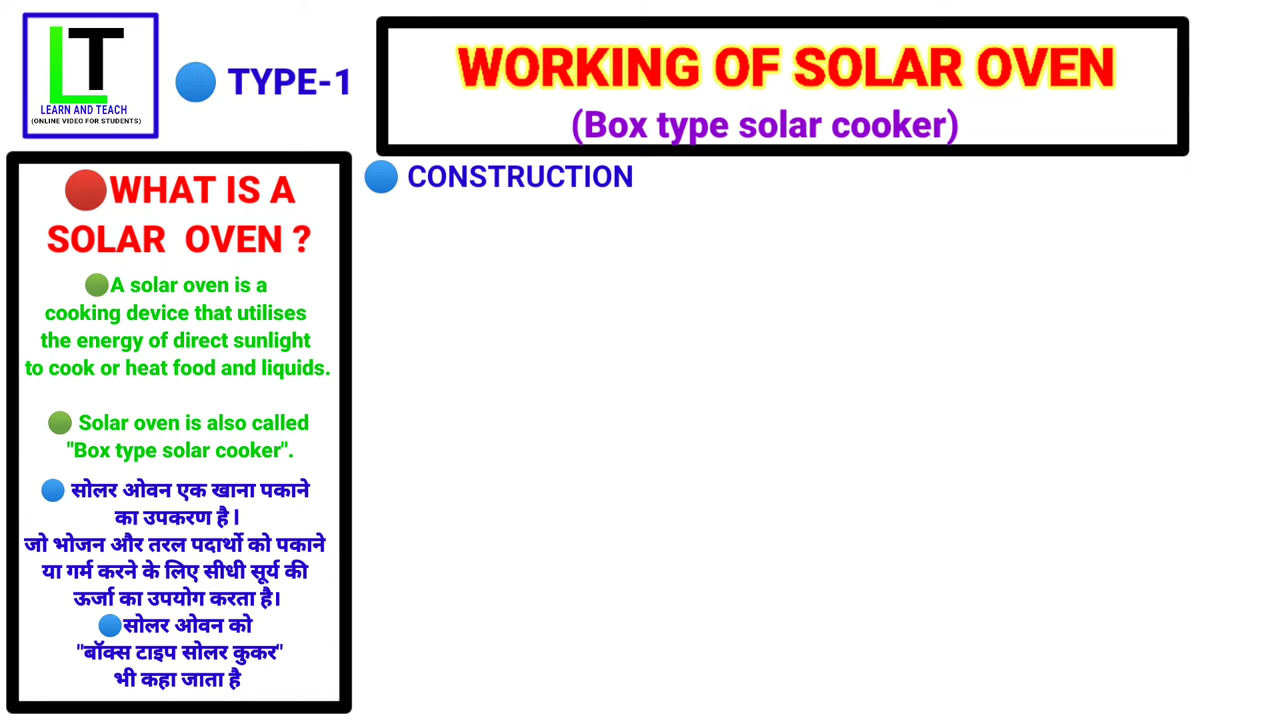 LT
LEARN AND TEACH
(ONLINE VIDEO FOR STUDENTS)
TYPE-1
WORKING OF SOLAR OVEN
(Box type solar cooker)
WHAT IS A
SOLAR OVEN ?
A solar oven is a
cooking device that utilises
the energy of direct sunlight
to cook or heat food and liquids.
Solar oven is also called
"Box type solar cooker".
सोलर ओवन एक खाना पकाने
का उपकरण है।
जो भोजन और तरल पदार्थो को पकाने
या गर्म करने के लिए सीधी सूर्य की
ऊर्जा का उपयोग करता है।
सोलर ओवन को
"बॉक्स टाइप सोलर कुकर"
भी कहा जाता है
CONSTRUCTION